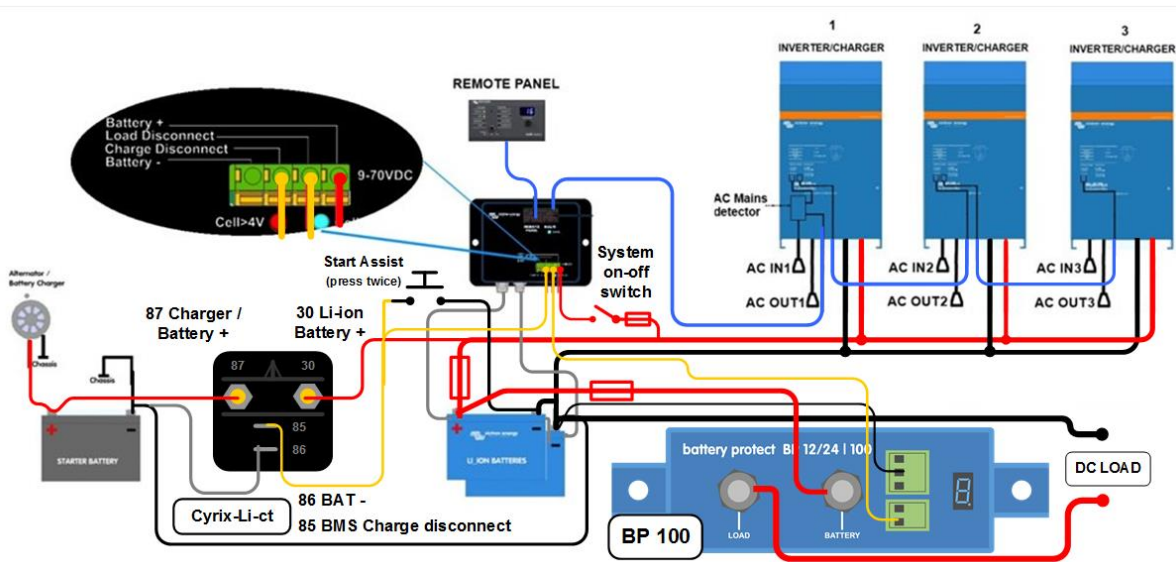 1
INVERTER/CHARGER
2
INVERTER/CHARGER
3
INVERTER/CHARGER
REMOTE PANEL
Battery +
Load Disconnect
Charge Disconnect
Battery -
9-70VDC
Cell>4V
AC Mains
detector
AC IN1
AC OUT1
AC IN2
AC OUT2
AC IN3
AC OUT3
System
on-off
switch
Start Assist
(press twice)
Alternator /
Battery Charger
Chassis
Chassis
87 Charger /
Battery +
30 Li-ion
Battery +
87
30
85
86
+
-
STARTER BATTERY
+
-
-
LI_ION BATTERIES
Cyrix-Li-ct
86 BAT -
85 BMS Charge disconnect
battery protect BP 12/24 | 100
LOAD
BATTERY
8.
BP 100
DC LOAD